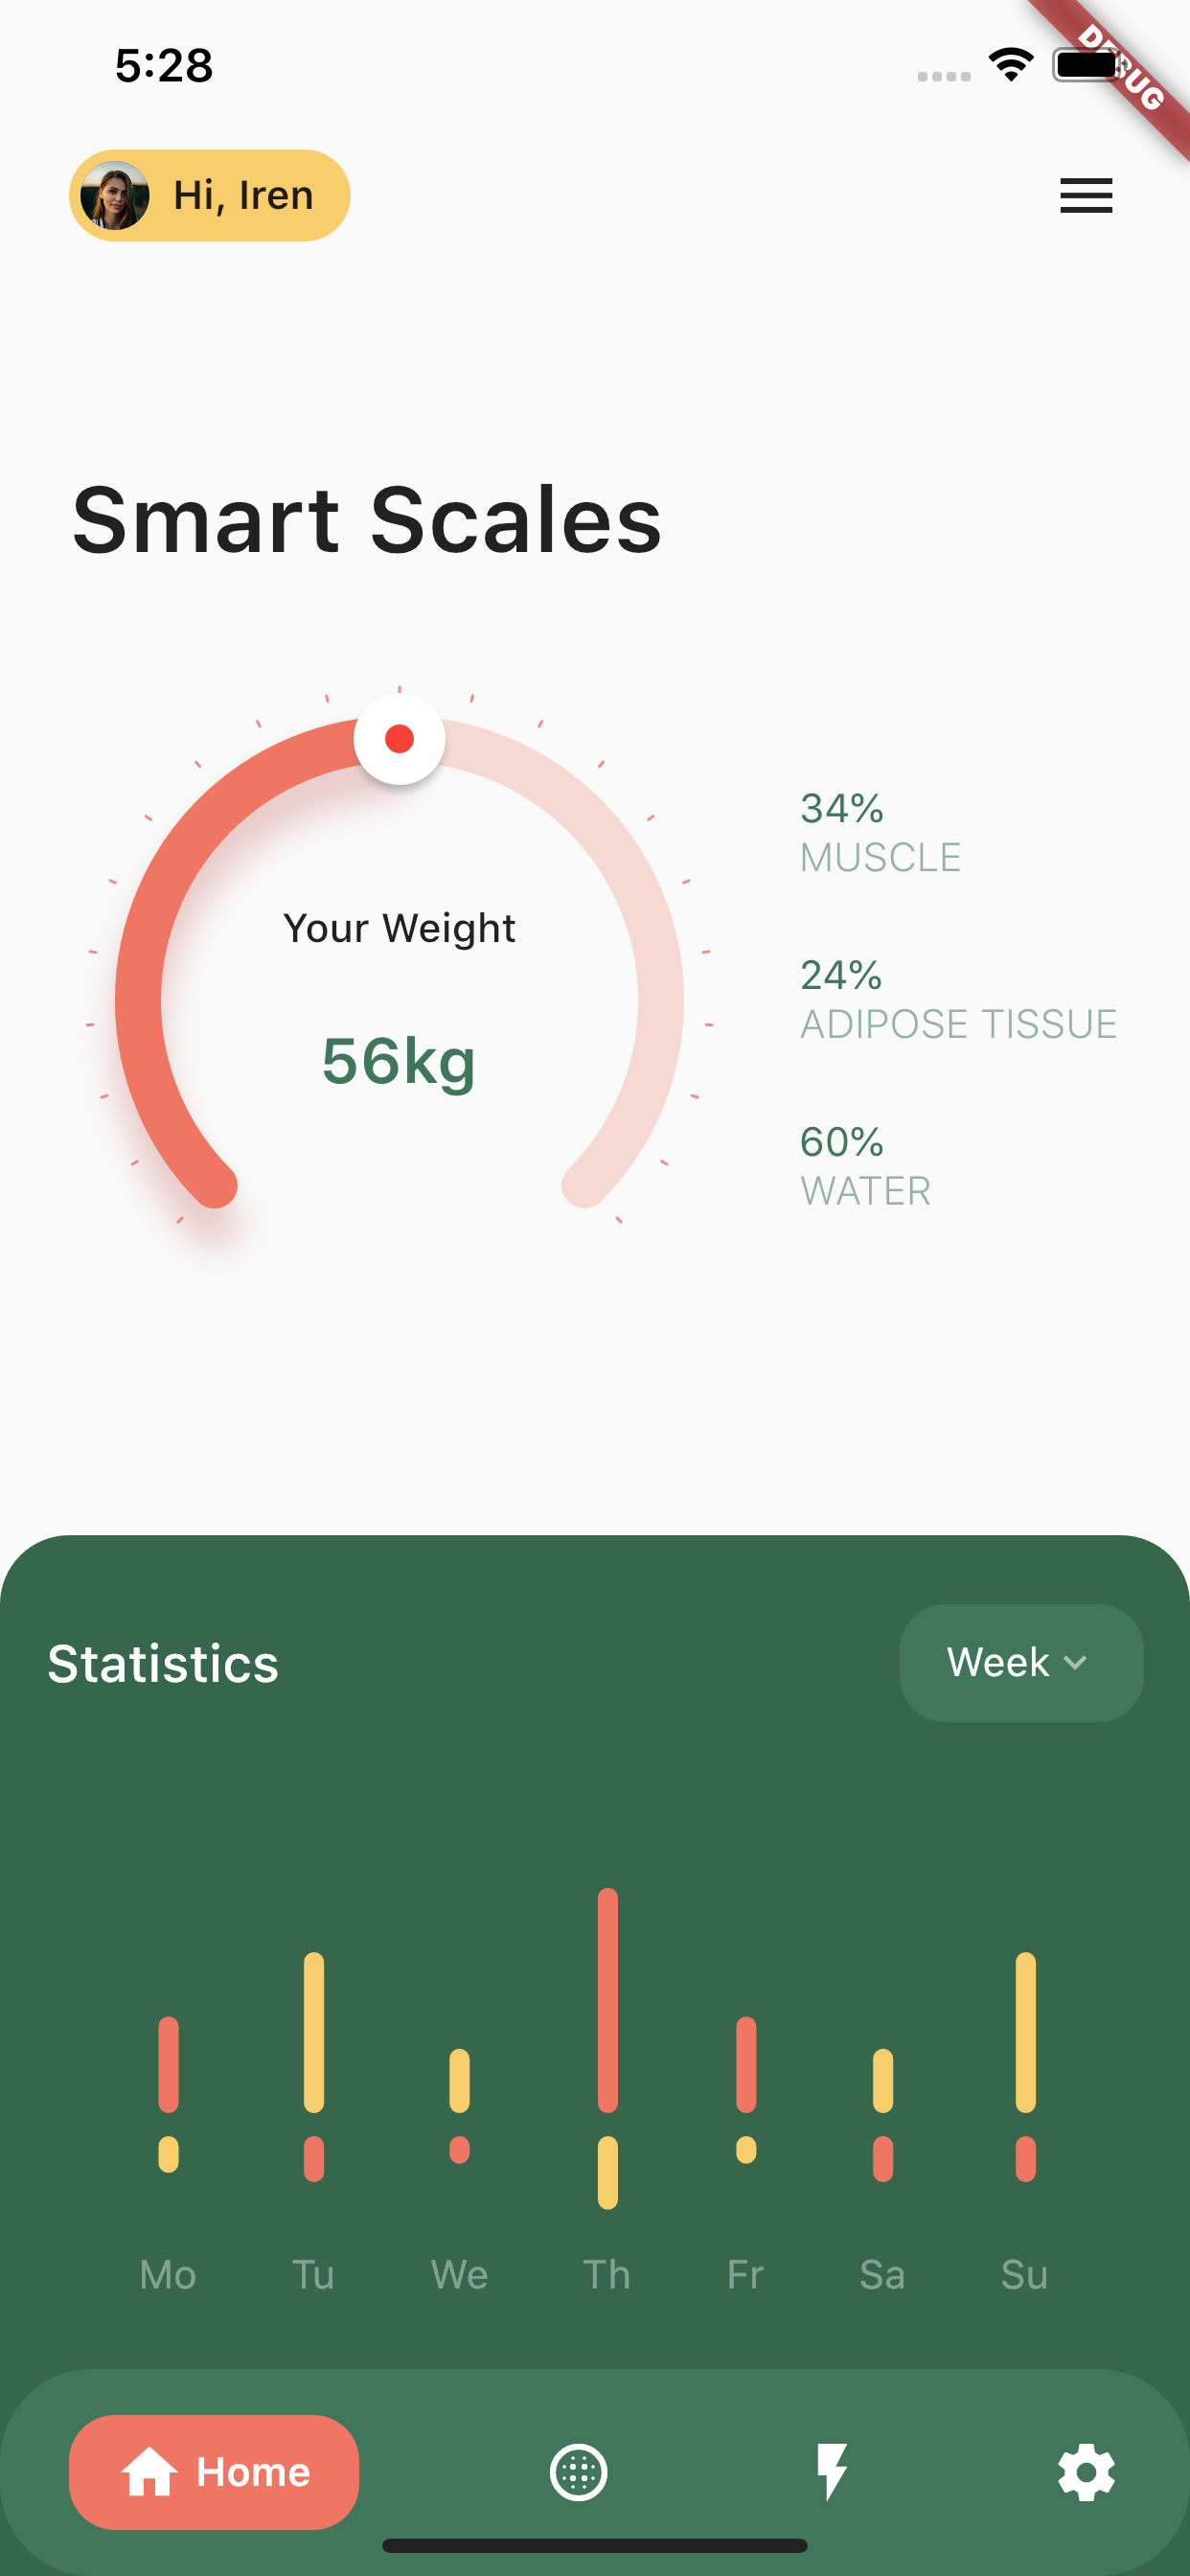 5:28
DEBUG
Hi, Iren
Smart Scales
Your Weight
56kg
34%
MUSCLE
24%
ADIPOSE TISSUE
60%
WATER
Statistics
Week
Mo Tu We Th Fr Sa Su
Home